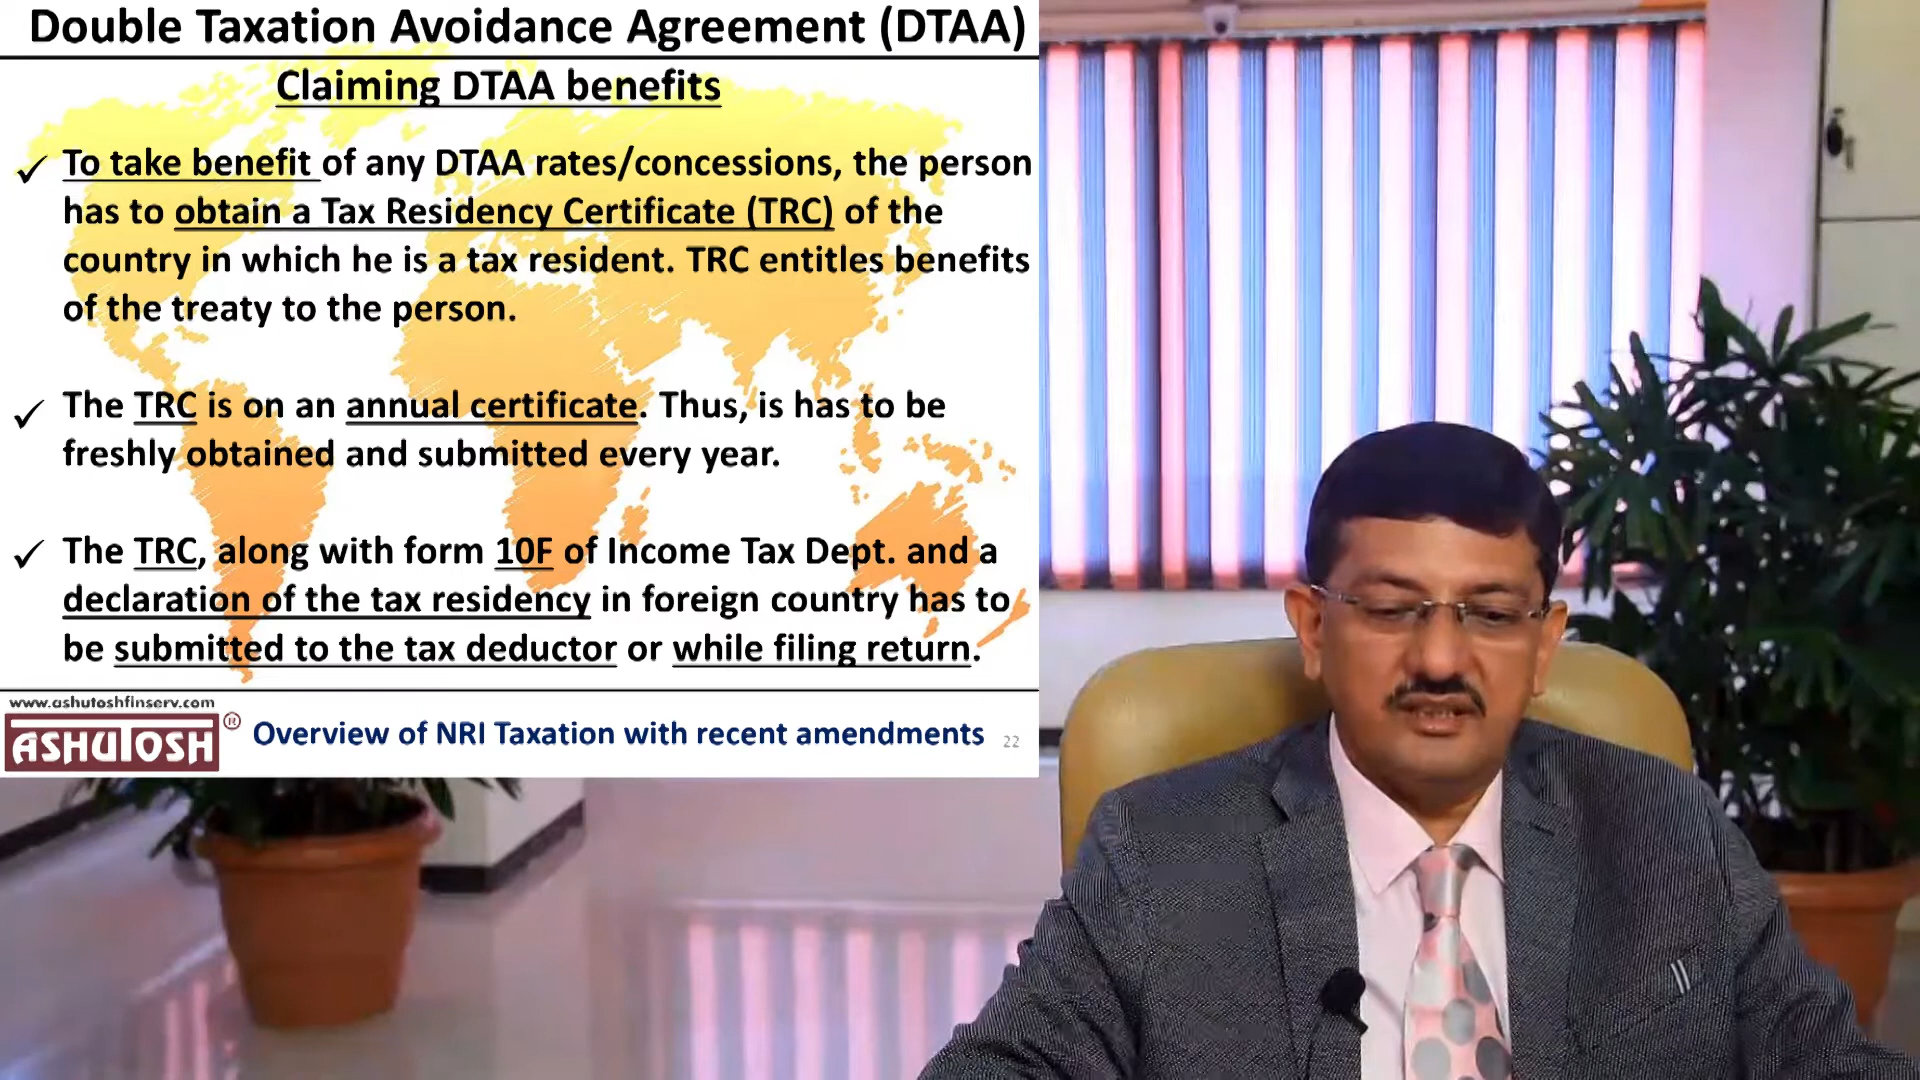 Double Taxation Avoidance Agreement (DTAA)
Claiming DTAA benefits
✓ To take benefit of any DTAA rates/concessions, the person
has to obtain a Tax Residency Certificate (TRC) of the
country in which he is a tax resident. TRC entitles benefits
of the treaty to the person.
✓ The TRC is on an annual certificate. Thus, is has to be
freshly obtained and submitted every year.
✓ The TRC, along with form 10F of Income Tax Dept. and a
declaration of the tax residency in foreign country has to
be submitted to the tax deductor or while filing return.
www.ashutoshfinserv.com
ASHUTOSH ®
Overview of NRI Taxation with recent amendments
22